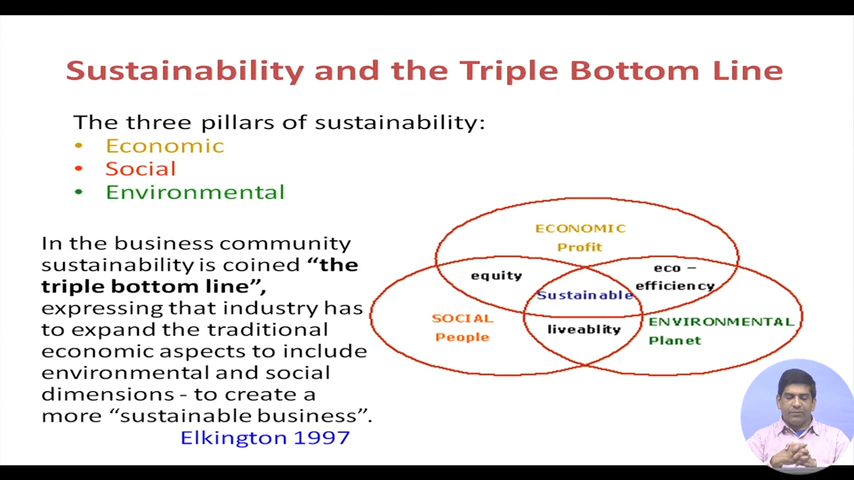 Sustainability and the Triple Bottom Line
The three pillars of sustainability:
• Economic
• Social
• Environmental
In the business community
sustainability is coined “the
triple bottom line”,
expressing that industry has
to expand the traditional
economic aspects to include
environmental and social
dimensions - to create a
more “sustainable business”.
Elkington 1997
ECONOMIC
Profit
equity
eco –
efficiency
Sustainable
SOCIAL
People
liveablity
ENVIRONMENTAL
Planet